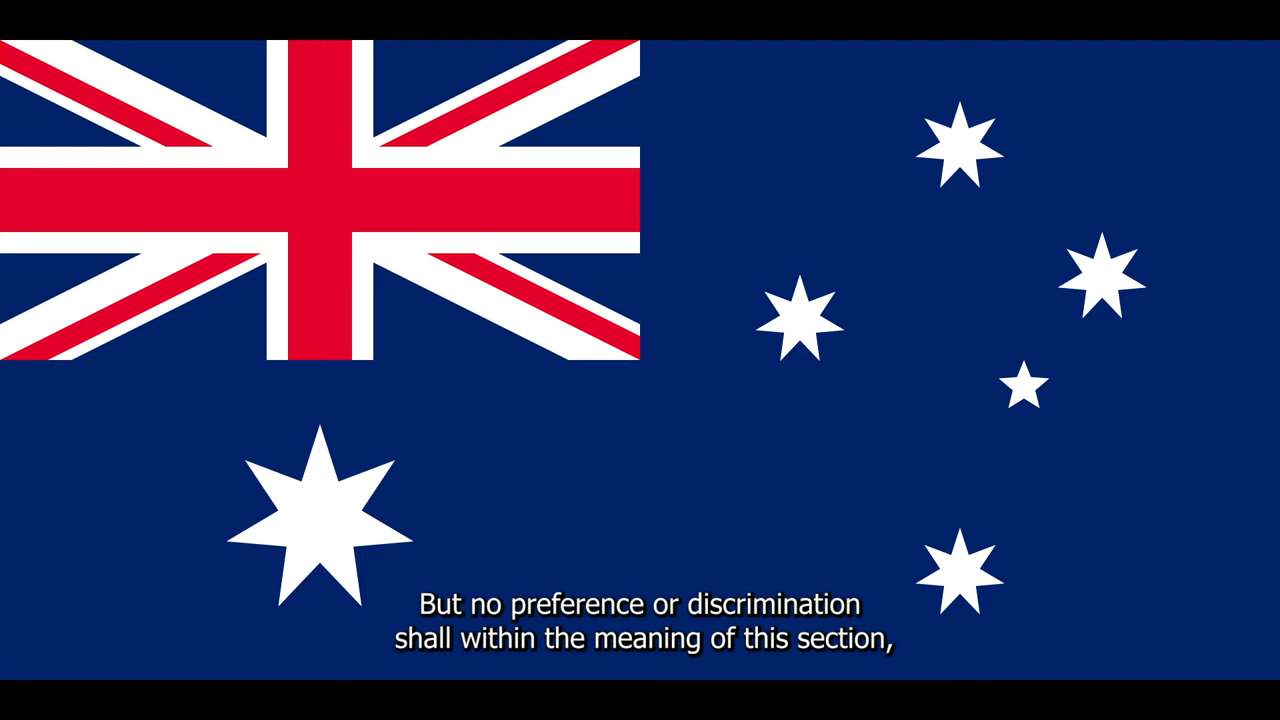 But no preference or discrimination
shall within the meaning of this section,